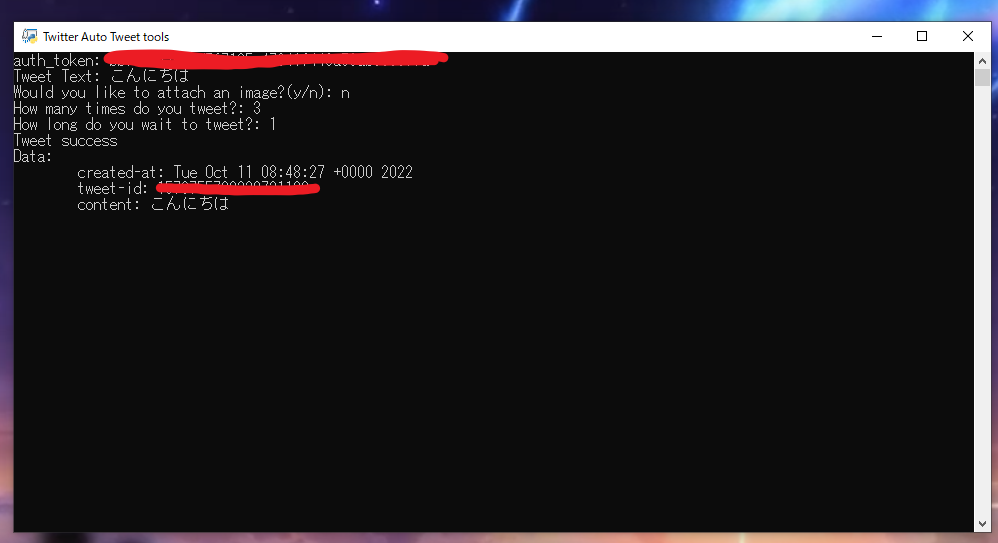 Twitter Auto Tweet tools
auth_token:
Tweet Text: こんにちは
Would you like to attach an image?(y/n): n
How many times do you tweet?: 3
How long do you wait to tweet?: 1
Tweet success
Data:
created-at: Tue Oct 11 08:48:27 +0000 2022
tweet-id:
content: こんにちは